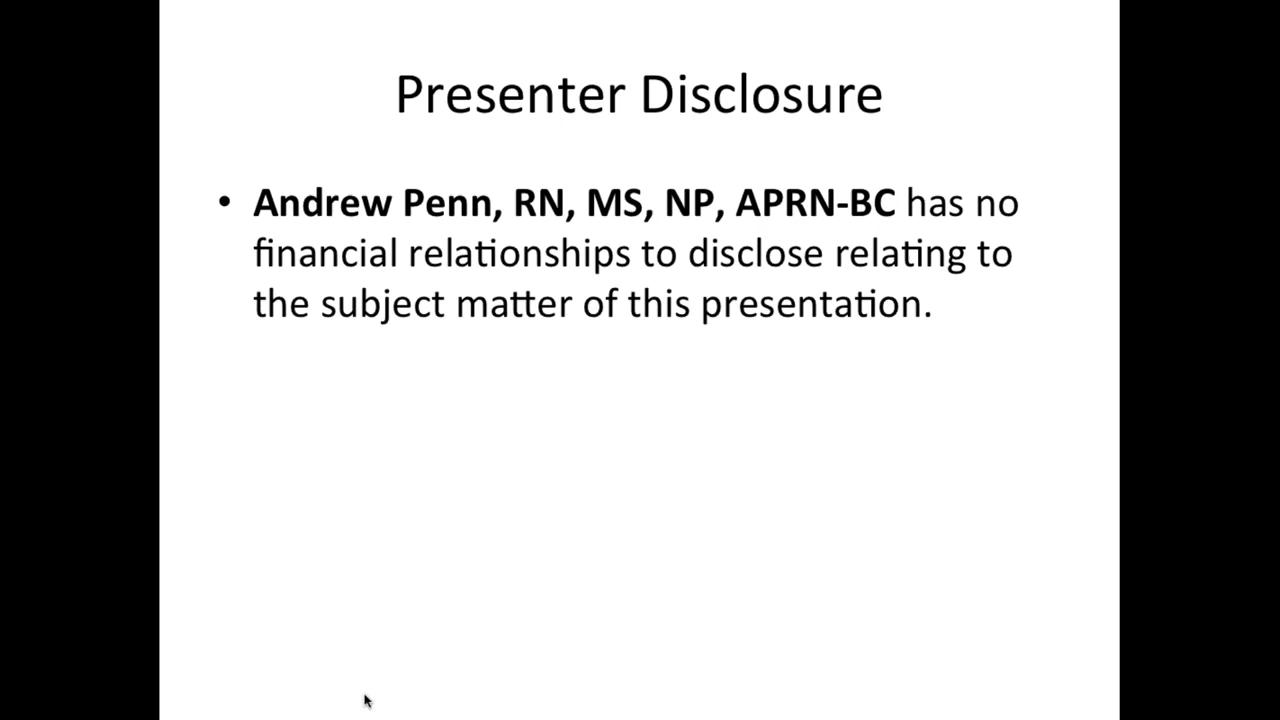 Presenter Disclosure
• Andrew Penn, RN, MS, NP, APRN-BC has no
financial relationships to disclose relating to
the subject matter of this presentation.